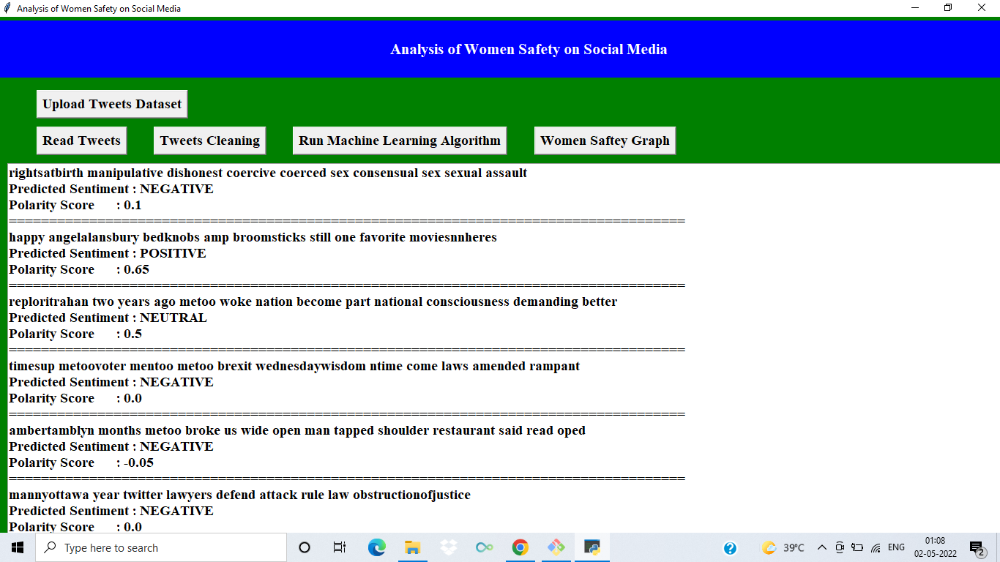 Analysis of Women Safety on Social Media
Analysis of Women Safety on Social Media
Upload Tweets Dataset
Read Tweets Tweets Cleaning Run Machine Learning Algorithm Women Saftey Graph
rightsatbirth manipulative dishonest coercive coerced sex consensual sex sexual assault
Predicted Sentiment : NEGATIVE
Polarity Score : 0.1
====================================================================================
happy angelalansbury bedknobs amp broomsticks still one favorite moviesnnheres
Predicted Sentiment : POSITIVE
Polarity Score : 0.65
====================================================================================
reploritrahan two years ago metoo woke nation become part national consciousness demanding better
Predicted Sentiment : NEUTRAL
Polarity Score : 0.5
====================================================================================
timesup metoovoter mentoo metoo brexit wednesdaywisdom ntime come laws amended rampant
Predicted Sentiment : NEGATIVE
Polarity Score : 0.0
====================================================================================
ambertamblyn months metoo broke us wide open man tapped shoulder restaurant said read oped
Predicted Sentiment : NEGATIVE
Polarity Score : -0.05
====================================================================================
mannyottawa year twitter lawyers defend attack rule law obstructionofjustice
Predicted Sentiment : NEGATIVE
Polarity Score : 0.0
Type here to search 39°C ENG 01:08
02-05-2022 2